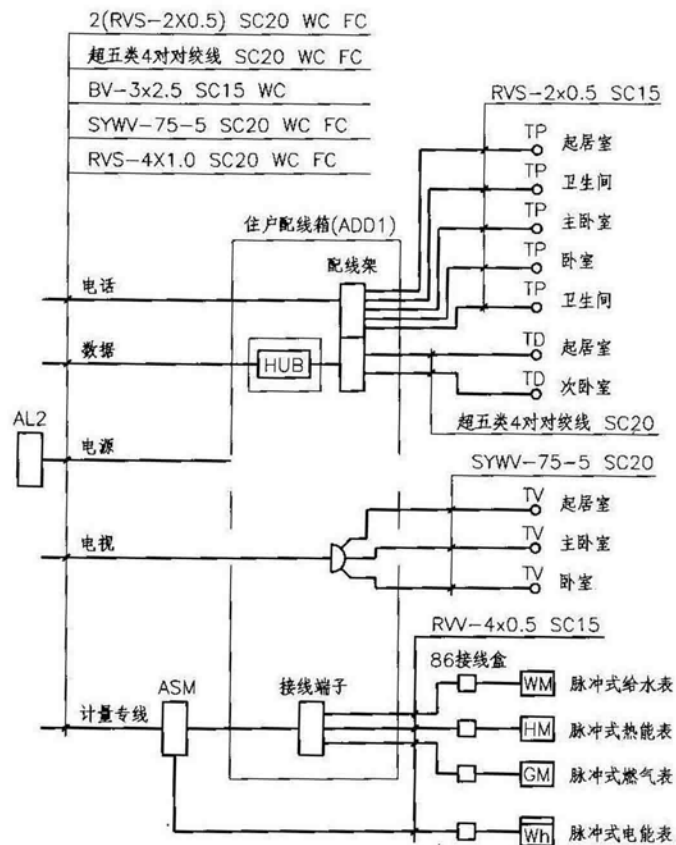 2(RVS-2X0.5) SC20 WC FC
超五类4对对绞线 SC20 WC FC
BV-3x2.5 SC15 WC
SYWV-75-5 SC20 WC FC
RVS-4X1.0 SC20 WC FC
RVS-2x0.5 SC15
TP 起居室
TP 卫生间
TP 主卧室
TP 卧室
TP 卫生间
住户配线箱(ADD1)
配线架
电话
数据
HUB
TD 起居室
TD 次卧室
超五类4对对绞线 SC20
AL2
电源
SYWV-75-5 SC20
TV 起居室
TV 主卧室
TV 卧室
电视
RVV-4x0.5 SC15
86接线盒
ASM
接线端子
计量专线
WM 脉冲式给水表
HM 脉冲式热能表
GM 脉冲式燃气表
Wh 脉冲式电能表